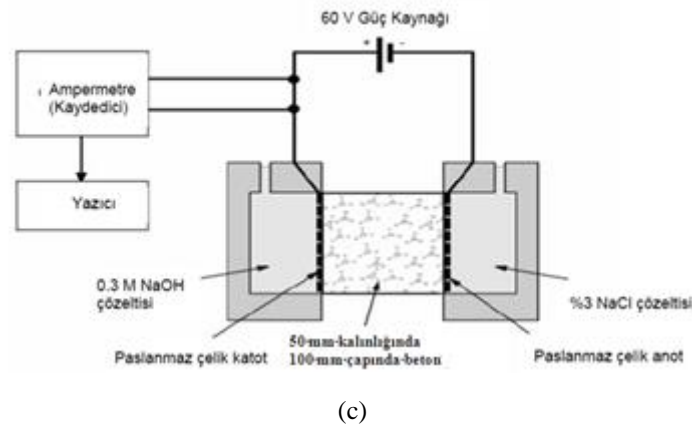 60 V Güç Kaynağı
+ -
Ampermetre
(Kaydedici)
Yazıcı
0.3 M NaOH
çözeltisi
%3 NaCl çözeltisi
50-mm-kalınlığında
100-mm-çapında-beton
Paslanmaz çelik katot
Paslanmaz çelik anot
(c)